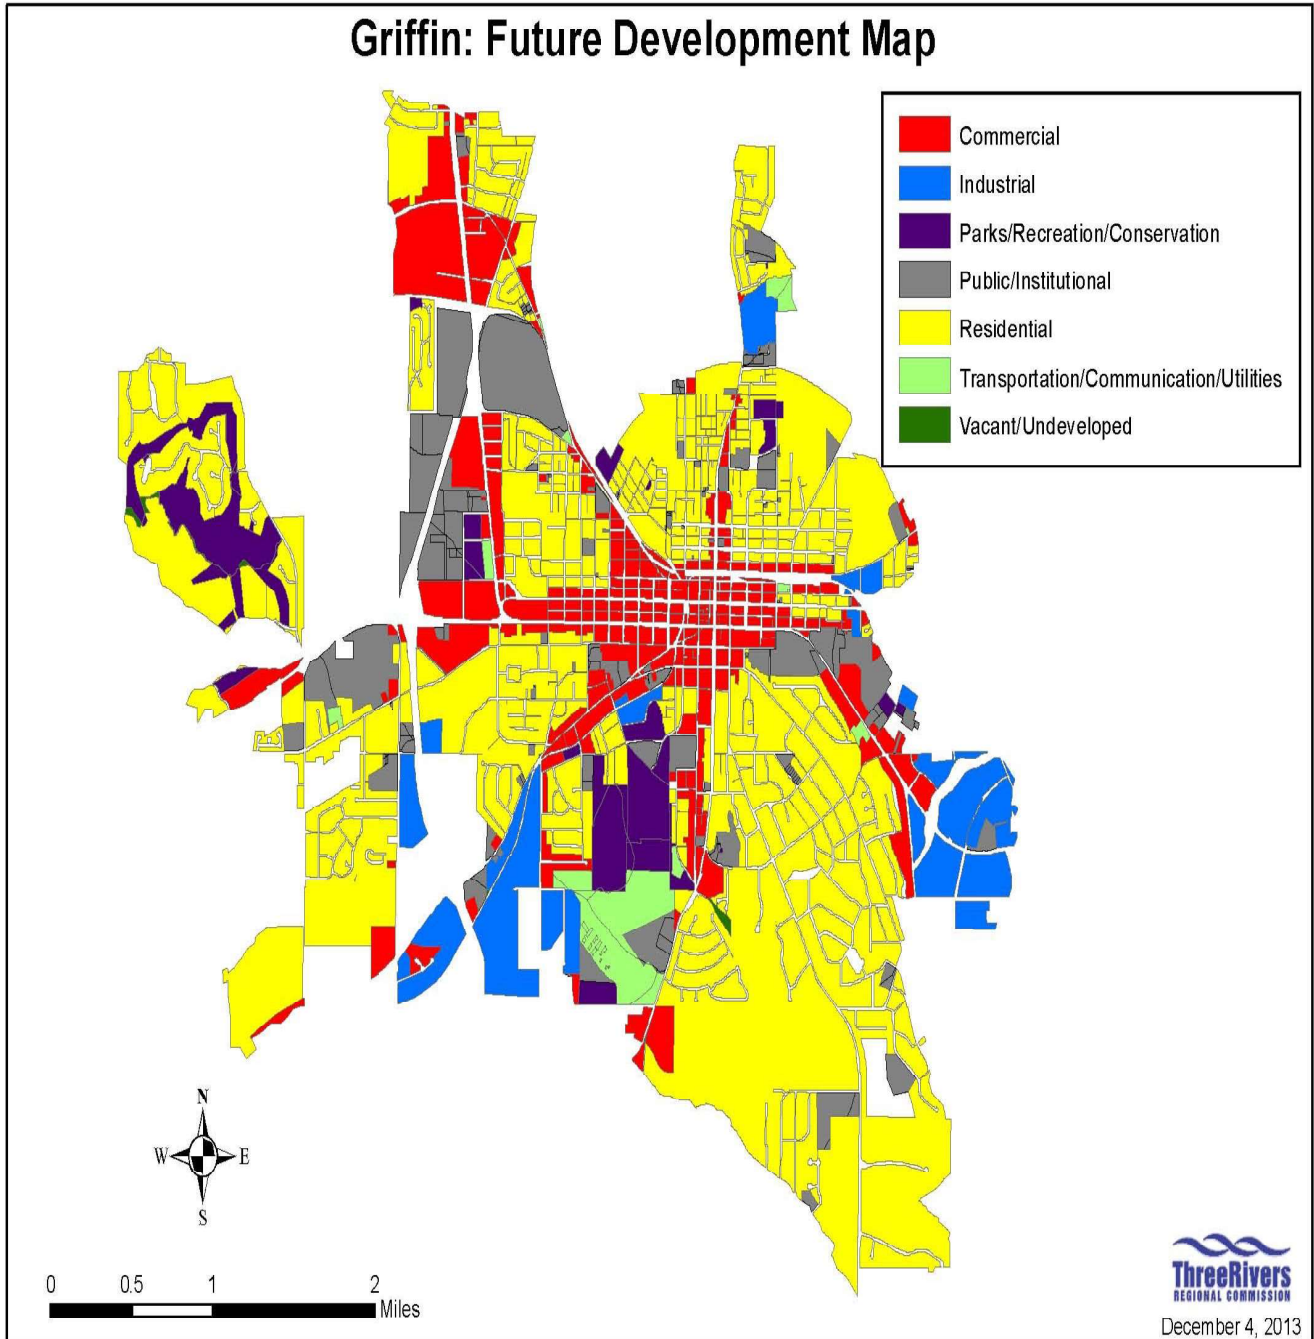 Griffin: Future Development Map
Commercial
Industrial
Parks/Recreation/Conservation
Public/Institutional
Residential
Transportation/Communication/Utilities
Vacant/Undeveloped
N
W E
S
0 0.5 1 2
Miles
ThreeRivers
REGIONAL COMMISSION
December 4, 2013